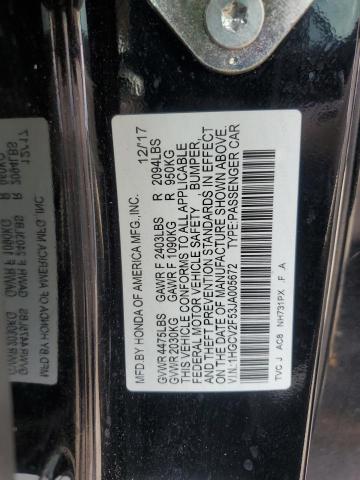 MFD.BY HONDA OF AMERICA MFG.,INC. 12/17
GVWR 4475LBS GAWR F 2403LBS R 2094LBS
GVWR 2030KG GAWR F 1090KG R 950KG
THIS VEHICLE CONFORMS TO ALL APPLICABLE
FEDERAL MOTOR VEHICLE SAFETY, BUMPER,
AND THEFT PREVENTION STANDARDS IN EFFECT
ON THE DATE OF MANUFACTURE SHOWN ABOVE.
V.I.N.:1HGCV2F53JA005672 TYPE:PASSENGER CAR
TVC J AC8 NH731PX .F .A